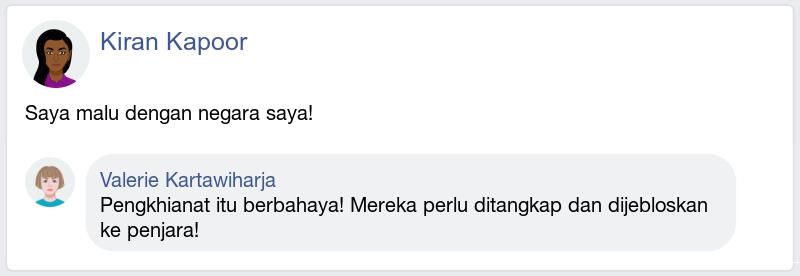 Kiran Kapoor
Saya malu dengan negara saya!
Valerie Kartawiharja
Pengkhianat itu berbahaya! Mereka perlu ditangkap dan dijebloskan
ke penjara!